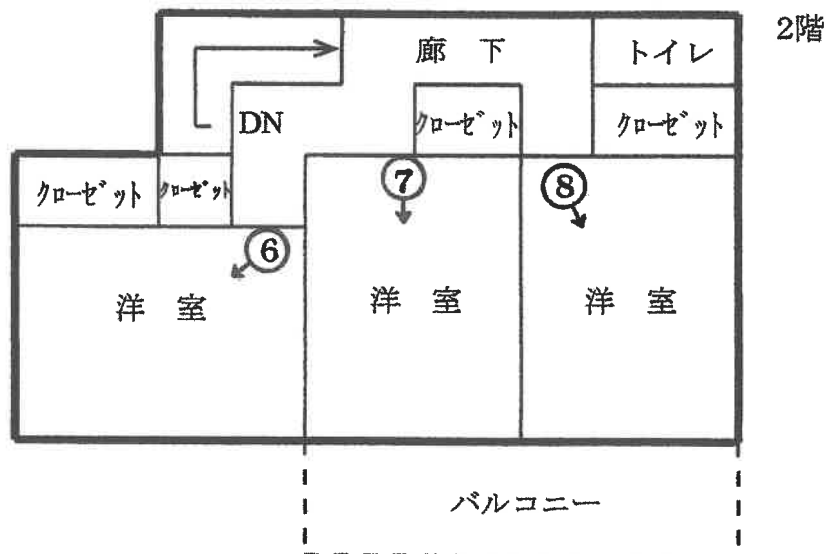 2階
廊 下
トイレ
DN
クローゼット
クローゼット
クローゼット
クローゼット
⑦
⑧
⑥
洋 室
洋 室
洋 室
バルコニー